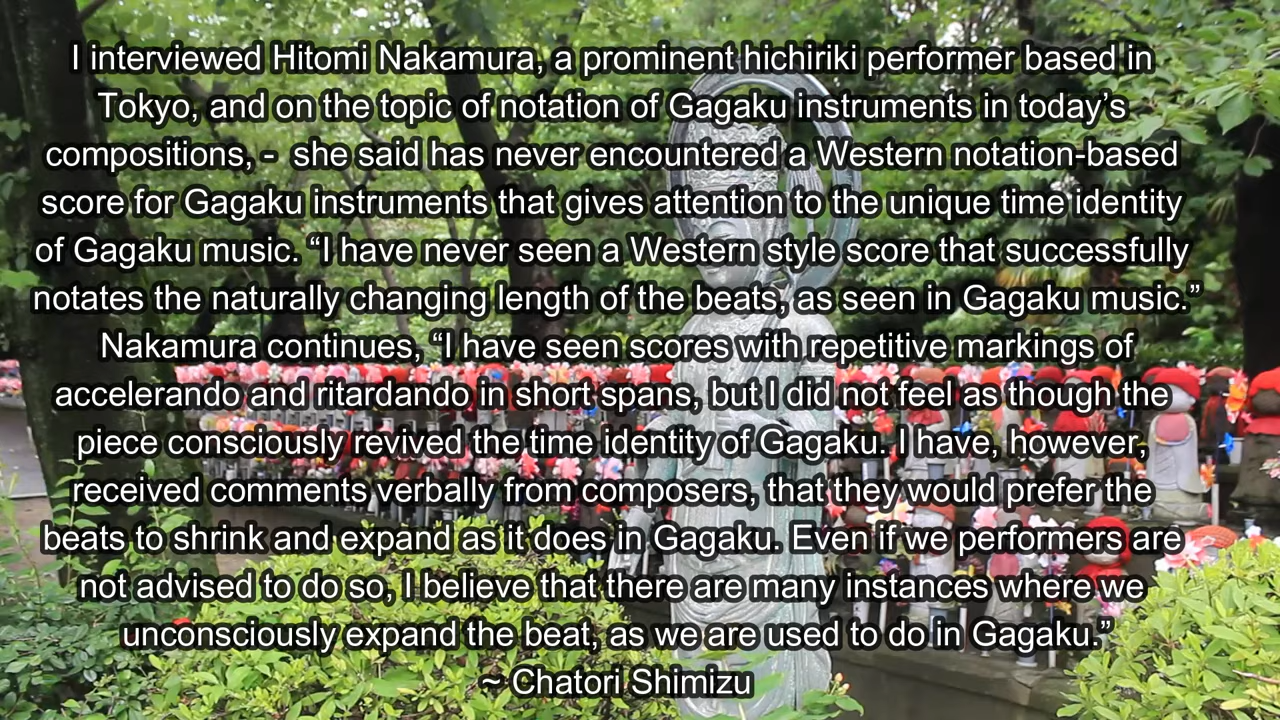 I interviewed Hitomi Nakamura, a prominent hichiriki performer based in
Tokyo, and on the topic of notation of Gagaku instruments in today’s
compositions, -  she said has never encountered a Western notation-based
score for Gagaku instruments that gives attention to the unique time identity
of Gagaku music. “I have never seen a Western style score that successfully
notates the naturally changing length of the beats, as seen in Gagaku music.”
Nakamura continues, “I have seen scores with repetitive markings of
accelerando and ritardando in short spans, but I did not feel as though the
piece consciously revived the time identity of Gagaku. I have, however,
received comments verbally from composers, that they would prefer the
beats to shrink and expand as it does in Gagaku. Even if we performers are
not advised to do so, I believe that there are many instances where we
unconsciously expand the beat, as we are used to do in Gagaku.”
~ Chatori Shimizu